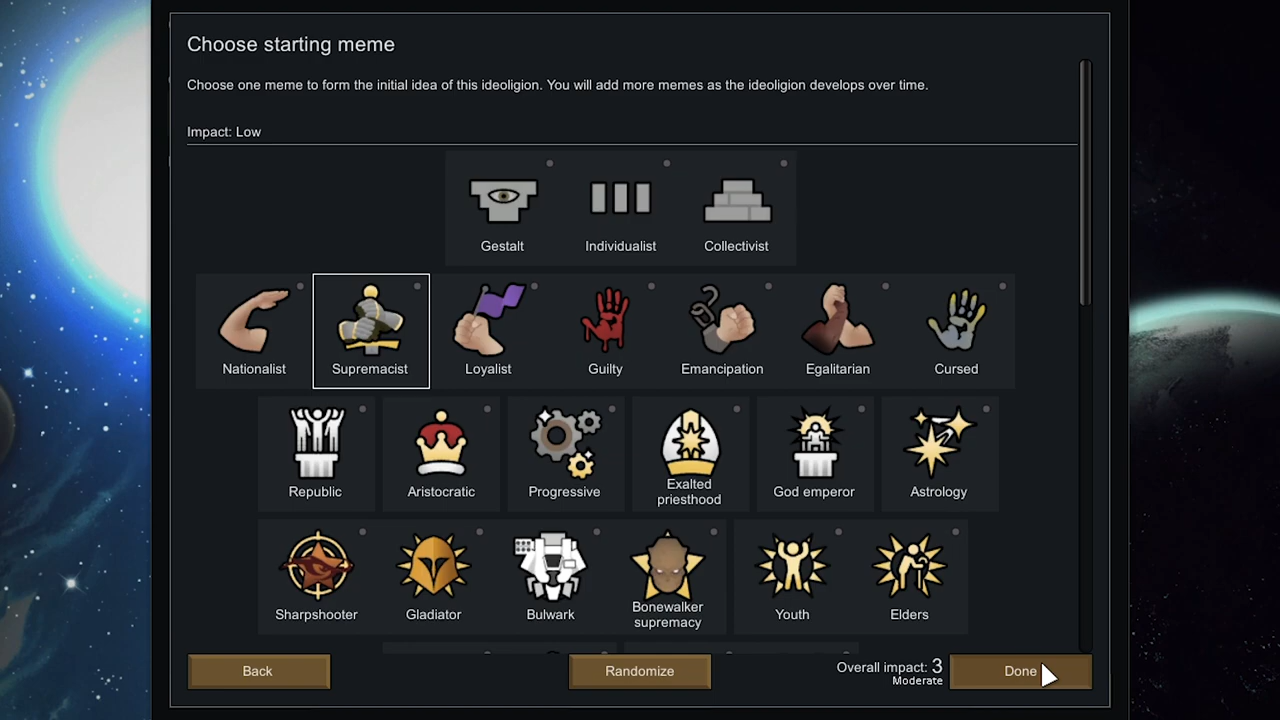 Choose starting meme
Choose one meme to form the initial idea of this ideoligion. You will add more memes as the ideoligion develops over time.
Impact: Low
Gestalt
Individualist
Collectivist
Nationalist
Supremacist
Loyalist
Guilty
Emancipation
Egalitarian
Cursed
Republic
Aristocratic
Progressive
Exalted
priesthood
God emperor
Astrology
Sharpshooter
Gladiator
Bulwark
Bonewalker
supremacy
Youth
Elders
Back
Randomize
Overall impact: 3
Moderate
Done